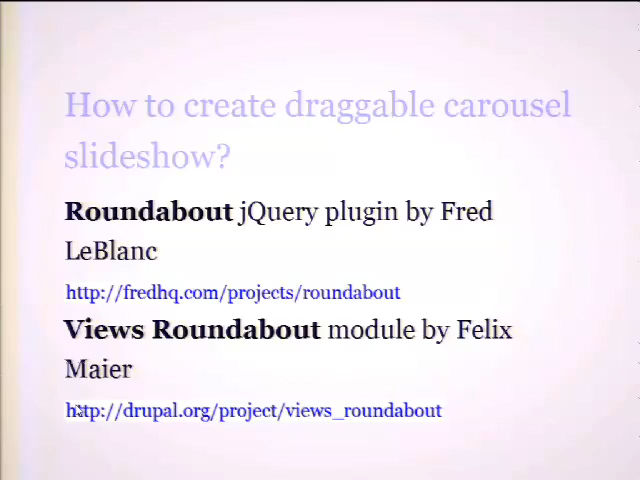 How to create draggable carousel
slideshow?
Roundabout jQuery plugin by Fred
LeBlanc
http://fredhq.com/projects/roundabout
Views Roundabout module by Felix
Maier
http://drupal.org/project/views_roundabout